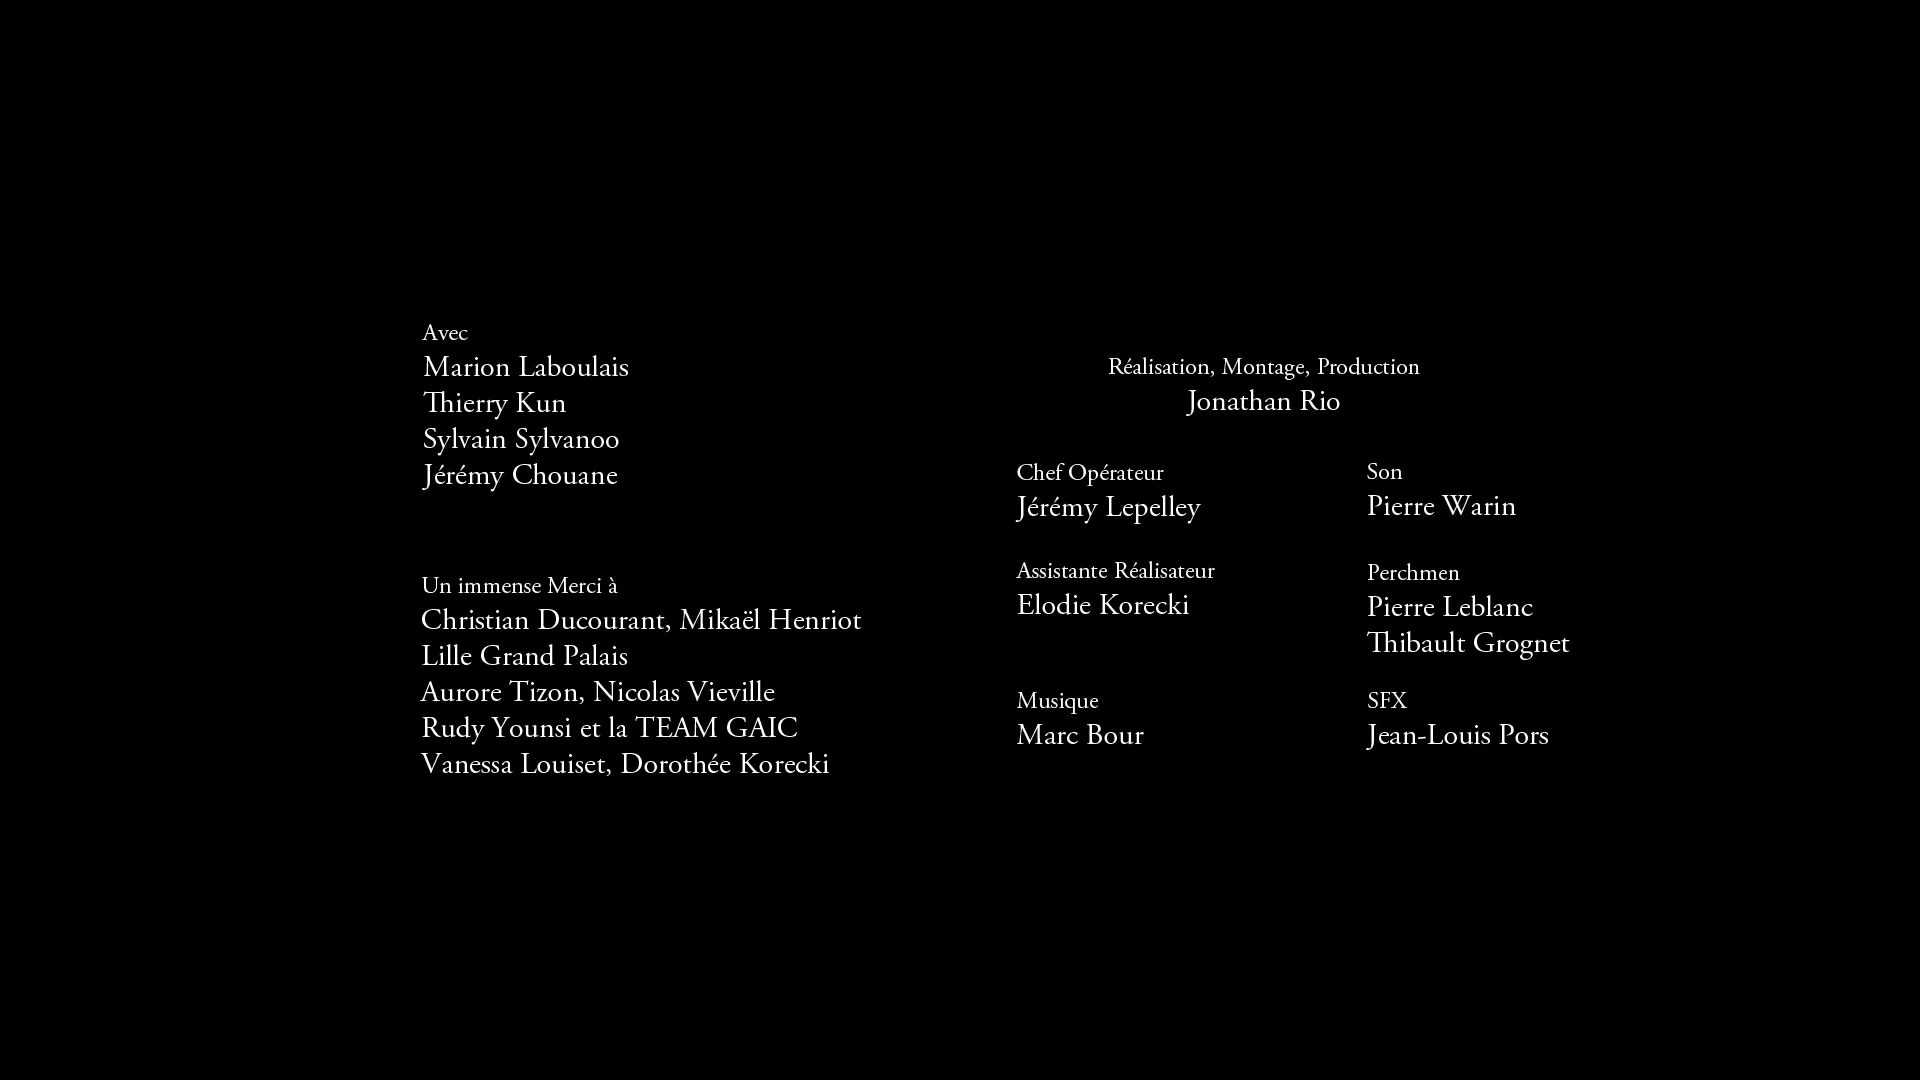 Avec
Marion Laboulais
Thierry Kun
Sylvain Sylvanoo
Jérémy Chouane
Un immense Merci à
Christian Ducourant, Mikaël Henriot
Lille Grand Palais
Aurore Tizon, Nicolas Vieville
Rudy Younsi et la TEAM GAIC
Vanessa Louiset, Dorothée Korecki
Réalisation, Montage, Production
Jonathan Rio
Chef Opérateur
Jérémy Lepelley
Son
Pierre Warin
Assistante Réalisateur
Elodie Korecki
Perchmen
Pierre Leblanc
Thibault Grognet
Musique
Marc Bour
SFX
Jean-Louis Pors